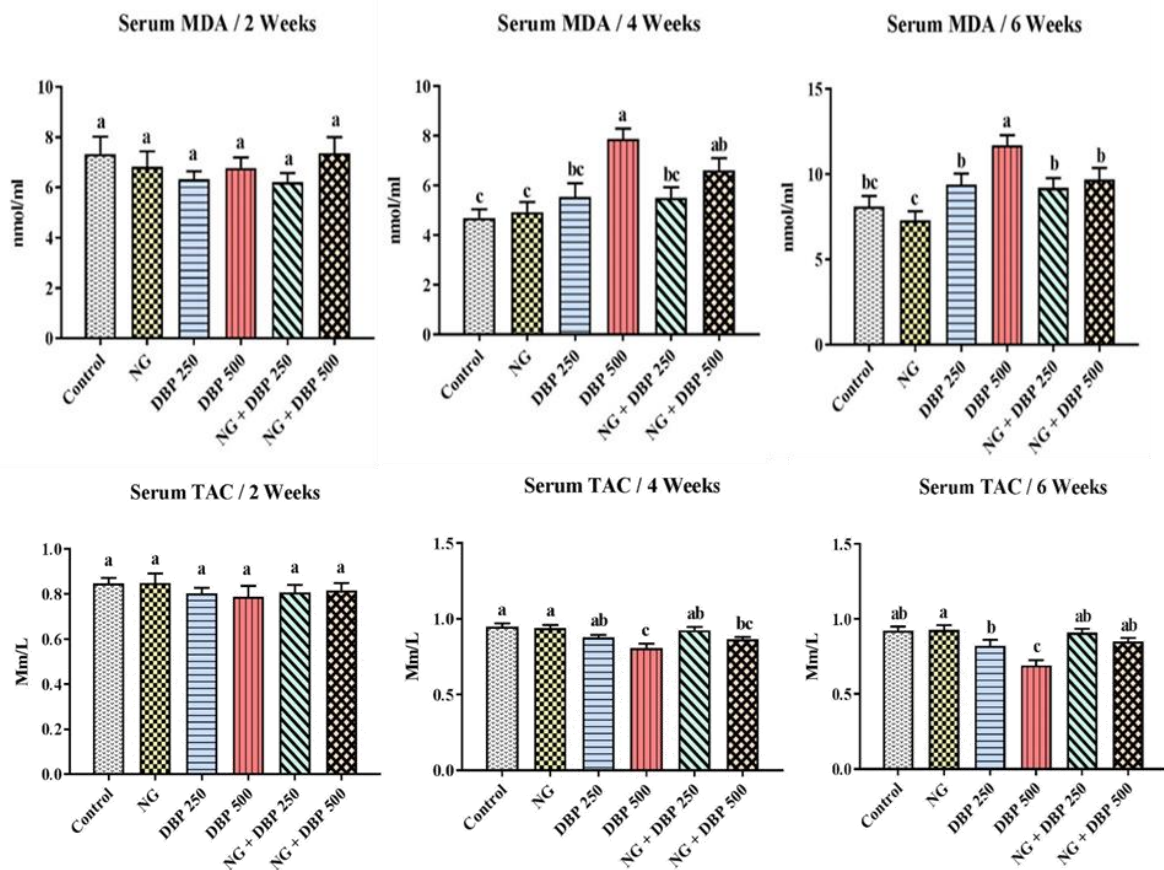 Serum MDA / 2 Weeks
nmol/ml
10
8
6
4
2
0
a
a
a
a
a
a
Control
NG
DBP 250
DBP 500
NG + DBP 250
NG + DBP 500
Serum MDA / 4 Weeks
nmol/ml
10
8
6
4
2
0
c
c
bc
a
bc
ab
Control
NG
DBP 250
DBP 500
NG + DBP 250
NG + DBP 500
Serum MDA / 6 Weeks
nmol/ml
15
10
5
0
bc
c
b
a
b
b
Control
NG
DBP 250
DBP 500
NG + DBP 250
NG + DBP 500
Serum TAC / 2 Weeks
Mm/L
1.0
0.8
0.6
0.4
0.2
0.0
a
a
a
a
a
a
Control
NG
DBP 250
DBP 500
NG + DBP 250
NG + DBP 500
Serum TAC / 4 Weeks
Mm/L
1.5
1.0
0.5
0.0
a
a
ab
c
ab
bc
Control
NG
DBP 250
DBP 500
NG + DBP 250
NG + DBP 500
Serum TAC / 6 Weeks
Mm/L
1.5
1.0
0.5
0.0
ab
a
b
c
ab
ab
Control
NG
DBP 250
DBP 500
NG + DBP 250
NG + DBP 500